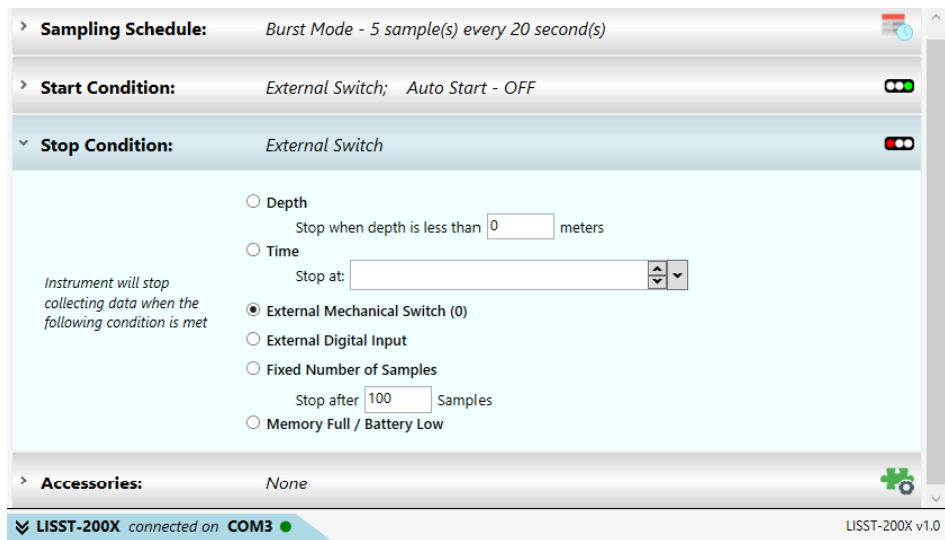 Sampling Schedule: Burst Mode - 5 sample(s) every 20 second(s)
Start Condition: External Switch; Auto Start - OFF
Stop Condition: External Switch
Depth
Stop when depth is less than 0 meters
Time
Stop at:
Instrument will stop
collecting data when the
following condition is met
External Mechanical Switch (0)
External Digital Input
Fixed Number of Samples
Stop after 100 Samples
Memory Full / Battery Low
Accessories: None
LISST-200X connected on COM3
LISST-200X v1.0